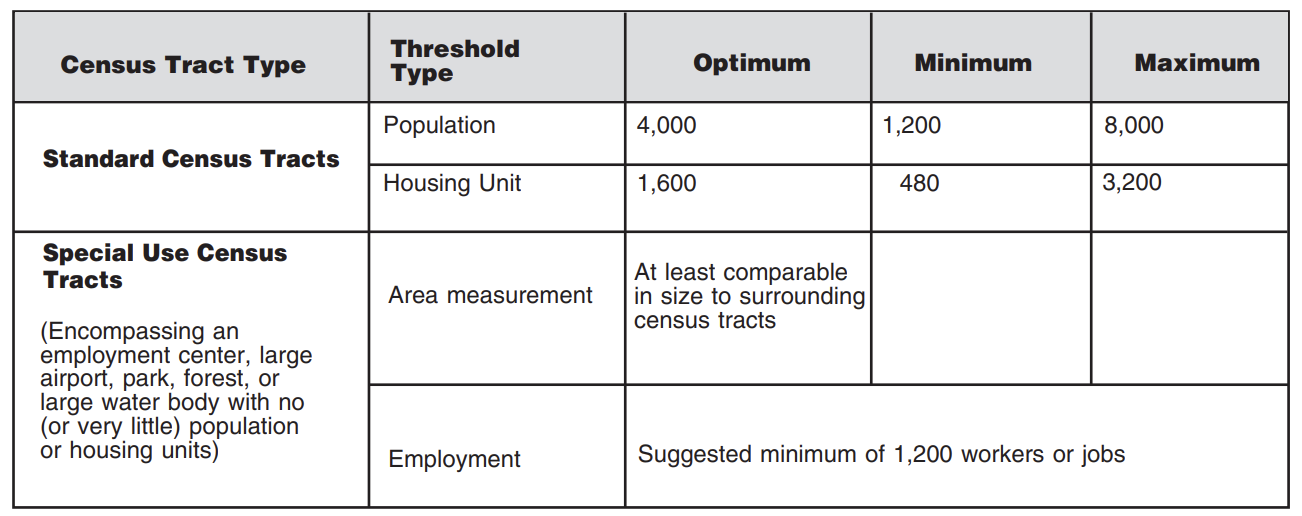 Census Tract Type
Threshold
Type
Optimum
Minimum
Maximum
Standard Census Tracts
Population
4,000
1,200
8,000
Housing Unit
1,600
480
3,200
Special Use Census
Tracts
(Encompassing an
employment center, large
airport, park, forest, or
large water body with no
(or very little) population
or housing units)
Area measurement
At least comparable
in size to surrounding
census tracts
Employment
Suggested minimum of 1,200 workers or jobs